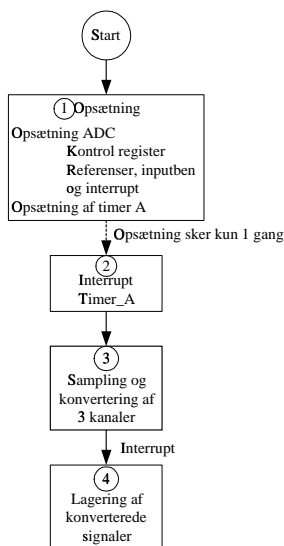 Start
1 Opsætning
Opsætning ADC
Kontrol register
Referenser, inputben
og interrupt
Opsætning af timer A
Opsætning sker kun 1 gang
2
Interrupt
Timer_A
3
Sampling og
konvertering af
3 kanaler
Interrupt
4
Lagering af
konverterede
signaler